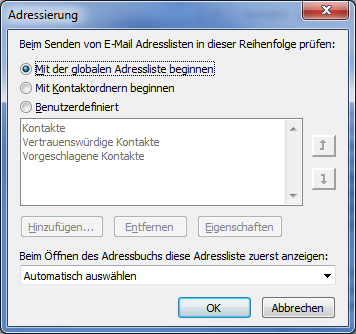 Adressierung
Beim Senden von E-Mail Adresslisten in dieser Reihenfolge prüfen:
Mit der globalen Adressliste beginnen
Mit Kontaktordnern beginnen
Benutzerdefiniert
Kontakte
Vertrauenswürdige Kontakte
Vorgeschlagene Kontakte
Hinzufügen... Entfernen Eigenschaften
Beim Öffnen des Adressbuchs diese Adressliste zuerst anzeigen:
Automatisch auswählen
OK Abbrechen